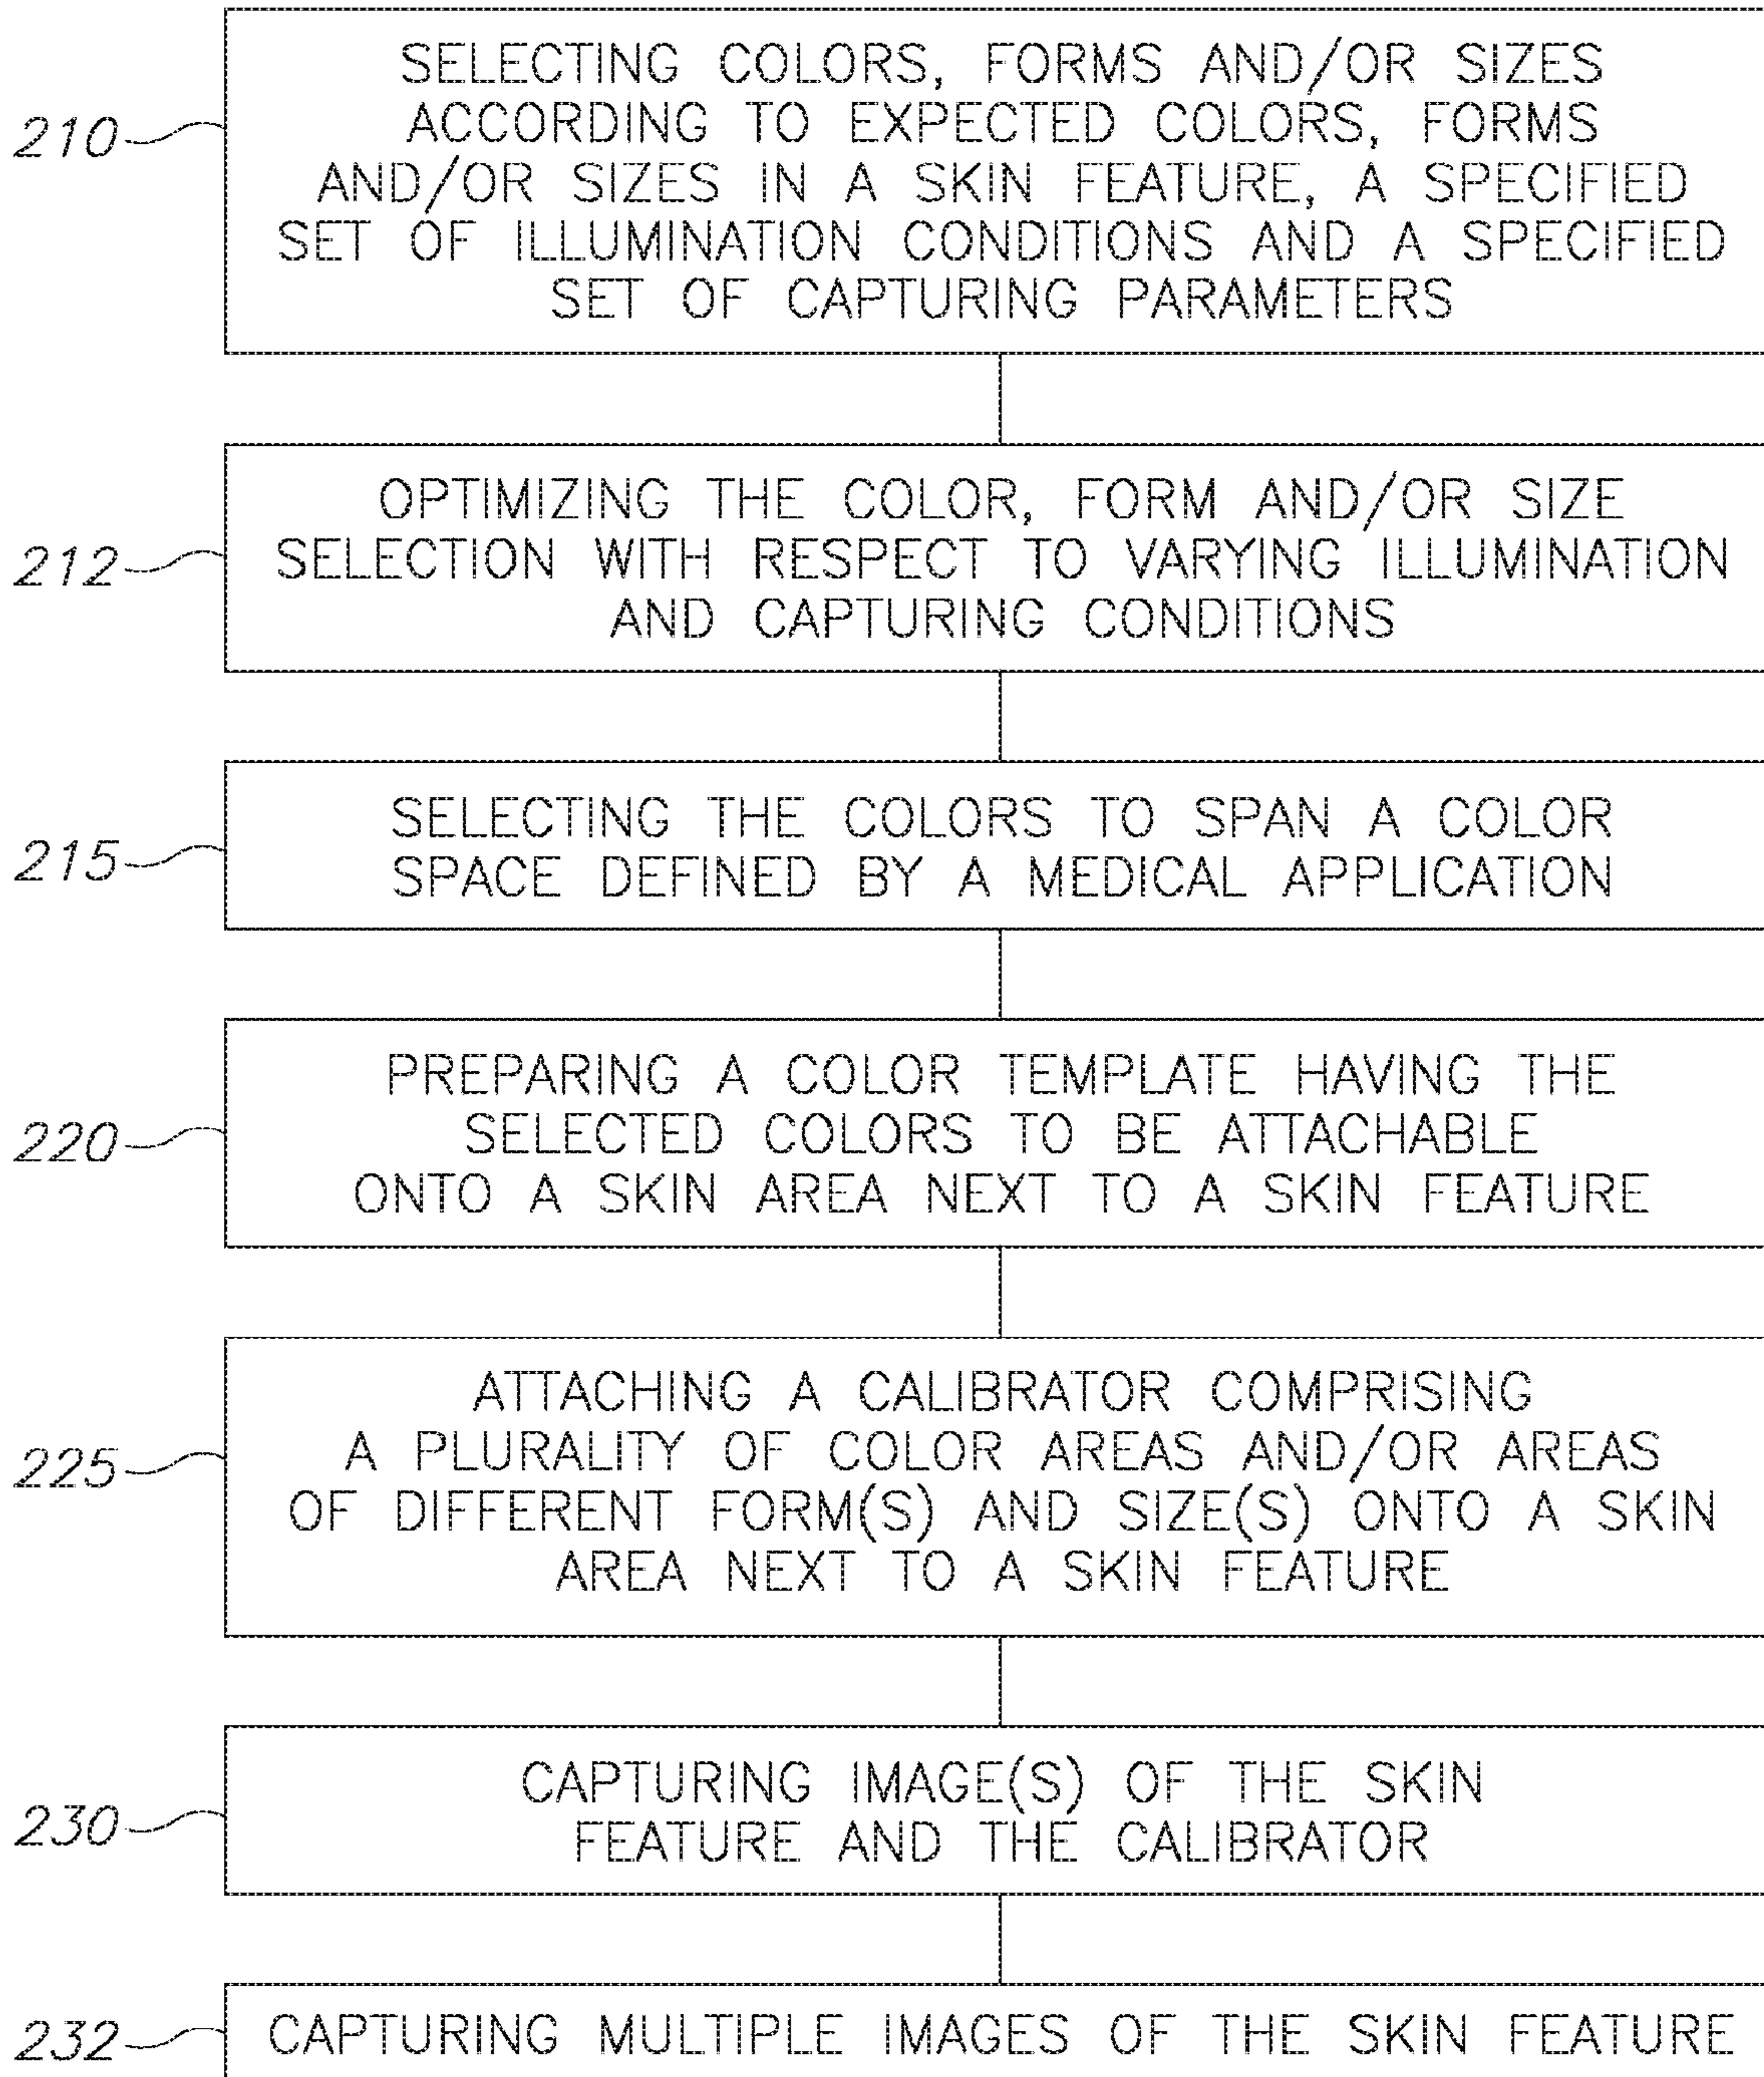 210
SELECTING COLORS, FORMS AND/OR SIZES
ACCORDING TO EXPECTED COLORS, FORMS
AND/OR SIZES IN A SKIN FEATURE, A SPECIFIED
SET OF ILLUMINATION CONDITIONS AND A SPECIFIED
SET OF CAPTURING PARAMETERS
212
OPTIMIZING THE COLOR, FORM AND/OR SIZE
SELECTION WITH RESPECT TO VARYING ILLUMINATION
AND CAPTURING CONDITIONS
215
SELECTING THE COLORS TO SPAN A COLOR
SPACE DEFINED BY A MEDICAL APPLICATION
220
PREPARING A COLOR TEMPLATE HAVING THE
SELECTED COLORS TO BE ATTACHABLE
ONTO A SKIN AREA NEXT TO A SKIN FEATURE
225
ATTACHING A CALIBRATOR COMPRISING
A PLURALITY OF COLOR AREAS AND/OR AREAS
OF DIFFERENT FORM(S) AND SIZE(S) ONTO A SKIN
AREA NEXT TO A SKIN FEATURE
230
CAPTURING IMAGE(S) OF THE SKIN
FEATURE AND THE CALIBRATOR
232
CAPTURING MULTIPLE IMAGES OF THE SKIN FEATURE